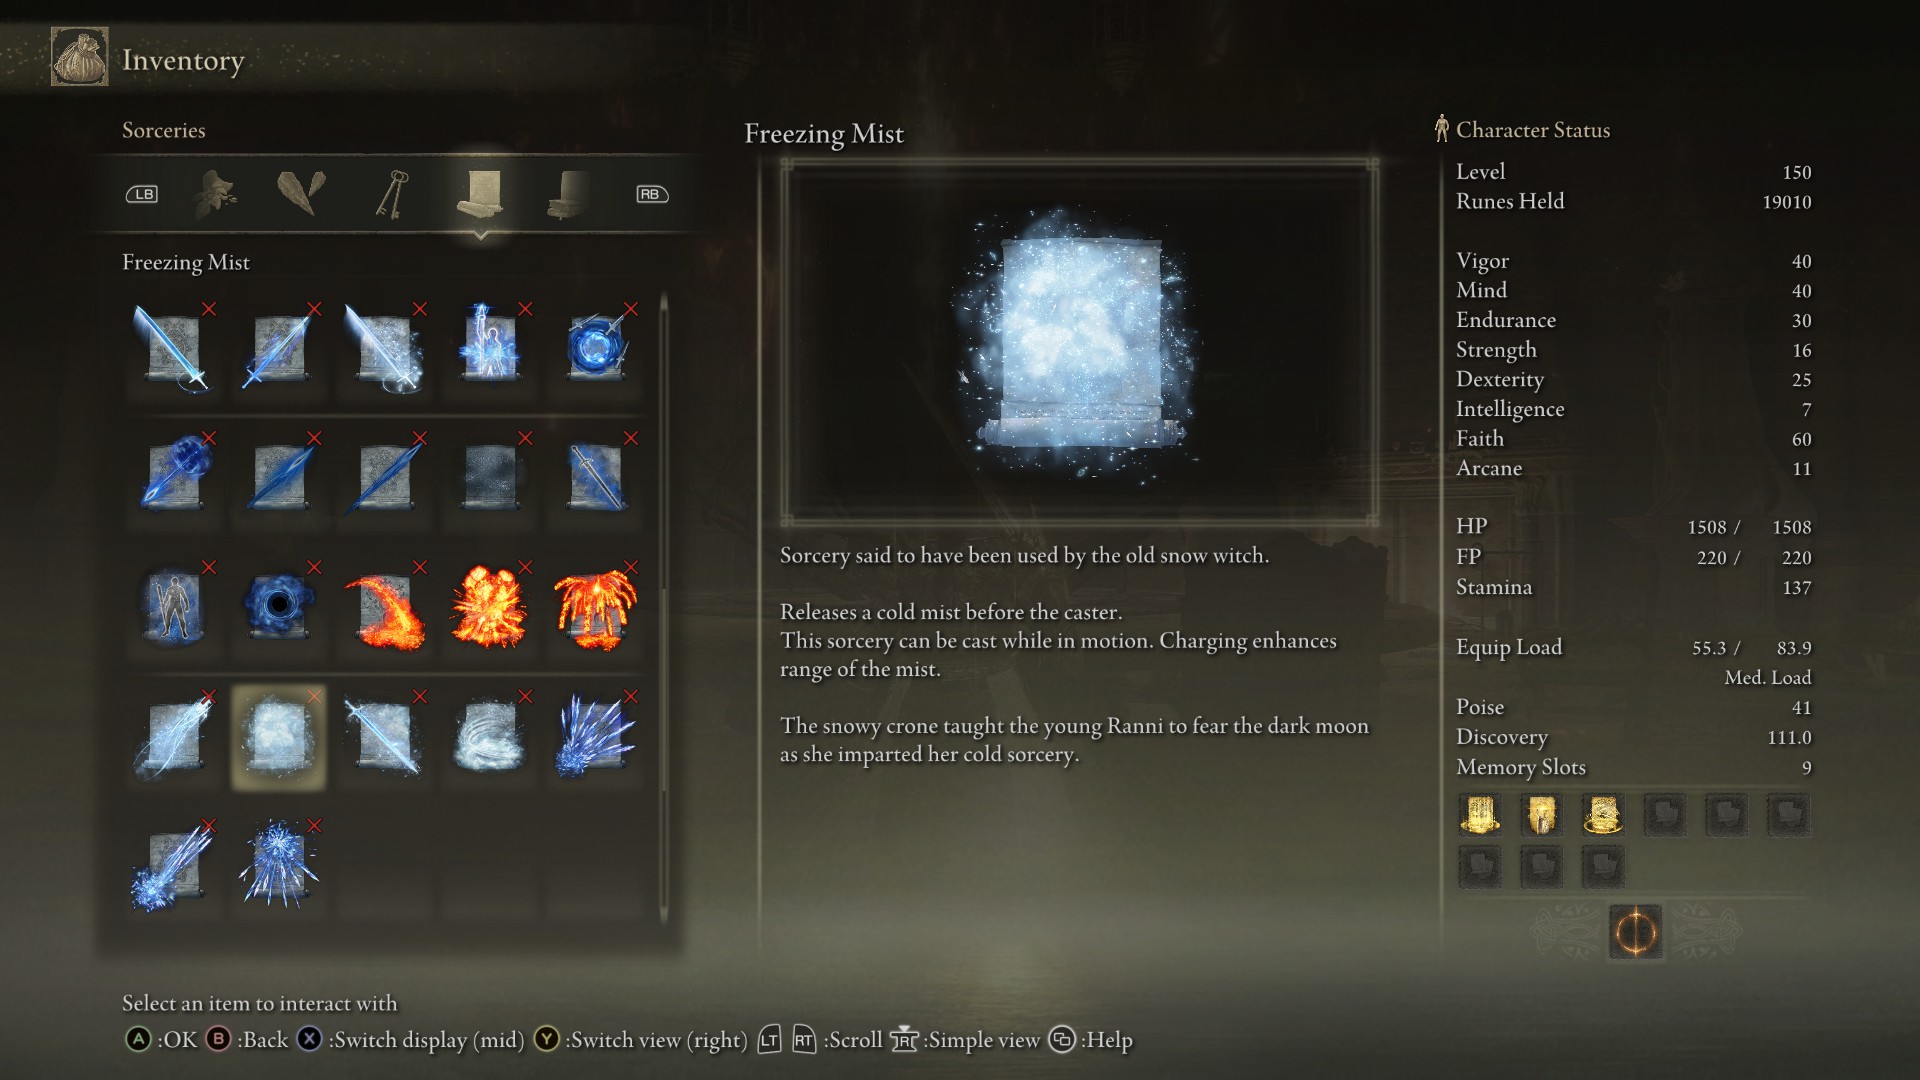 Inventory
Sorceries
LB
RB
Freezing Mist
Freezing Mist
Sorcery said to have been used by the old snow witch.
Releases a cold mist before the caster.
This sorcery can be cast while in motion. Charging enhances
range of the mist.
The snowy crone taught the young Ranni to fear the dark moon
as she imparted her cold sorcery.
Character Status
Level 150
Runes Held 19010
Vigor 40
Mind 40
Endurance 30
Strength 16
Dexterity 25
Intelligence 7
Faith 60
Arcane 11
HP 1508 / 1508
FP 220 / 220
Stamina 137
Equip Load 55.3 / 83.9
Med. Load
Poise 41
Discovery 111.0
Memory Slots 9
Select an item to interact with
A :OK B :Back X :Switch display (mid) Y :Switch view (right) LT RT :Scroll R :Simple view :Help